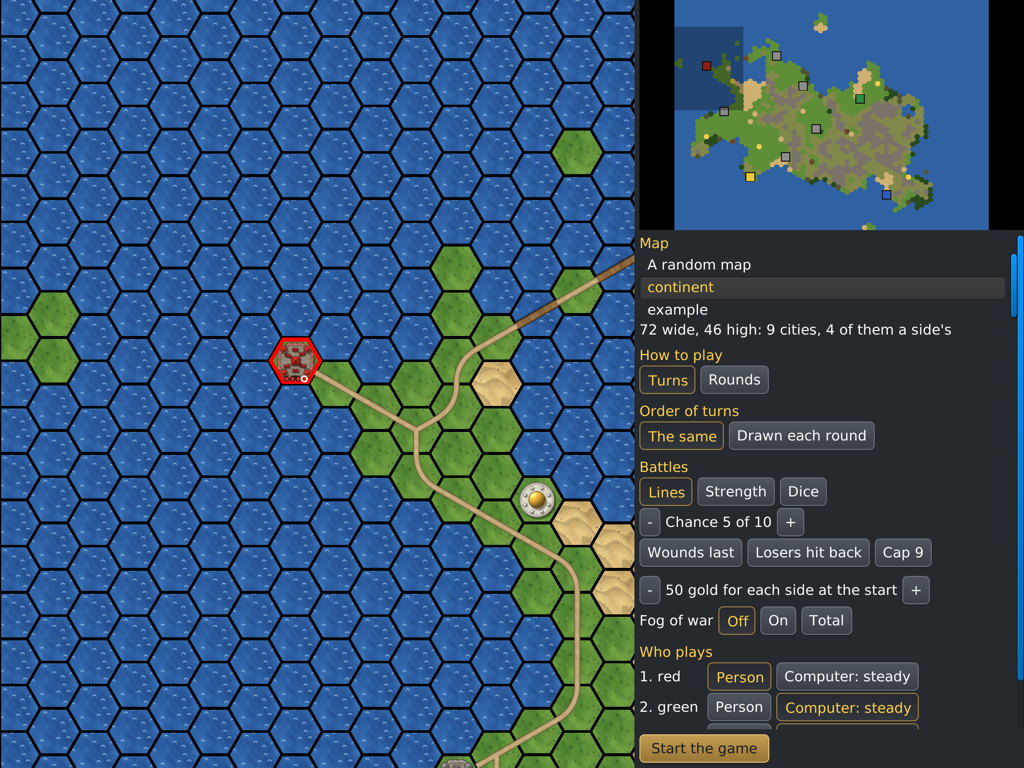 Map
A random map
continent
example
72 wide, 46 high: 9 cities, 4 of them a side's
How to play
Turns Rounds
Order of turns
The same Drawn each round
Battles
Lines Strength Dice
- Chance 5 of 10 +
Wounds last Losers hit back Cap 9
- 50 gold for each side at the start +
Fog of war Off On Total
Who plays
1. red Person Computer: steady
2. green Person Computer: steady
Start the game